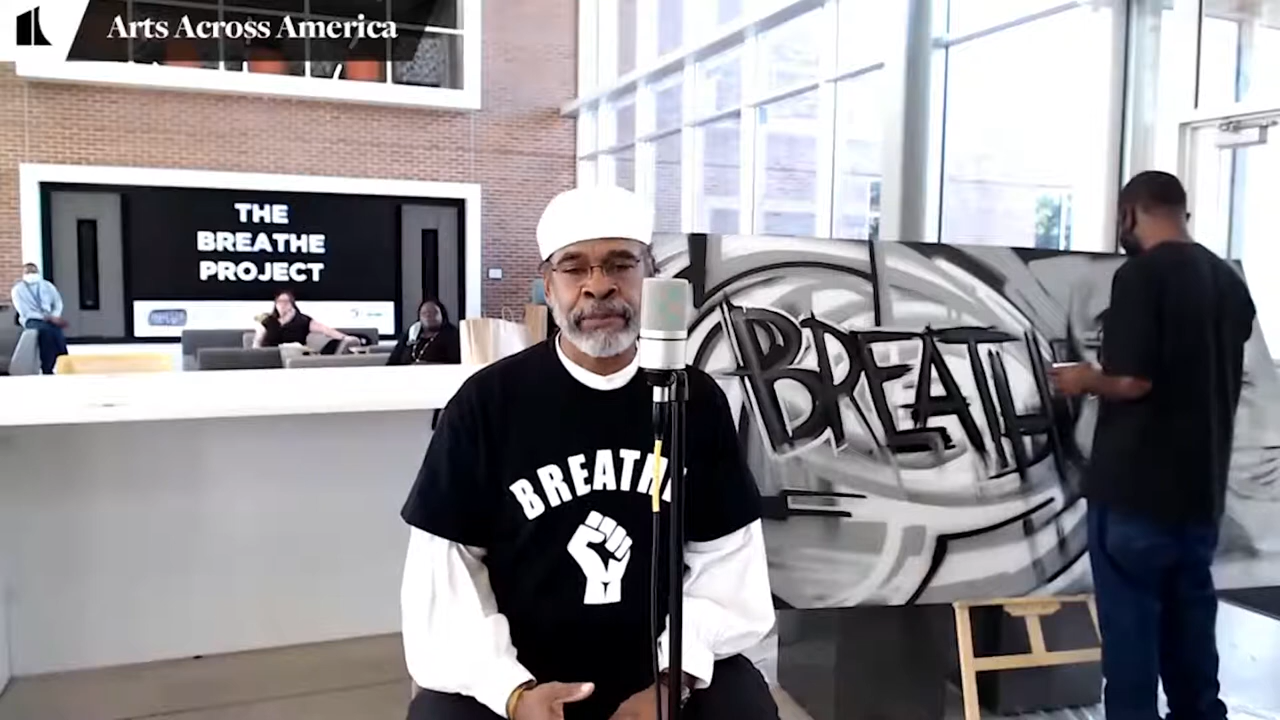 Arts Across America
THE
BREATHE
PROJECT
BREATHE
BREATH